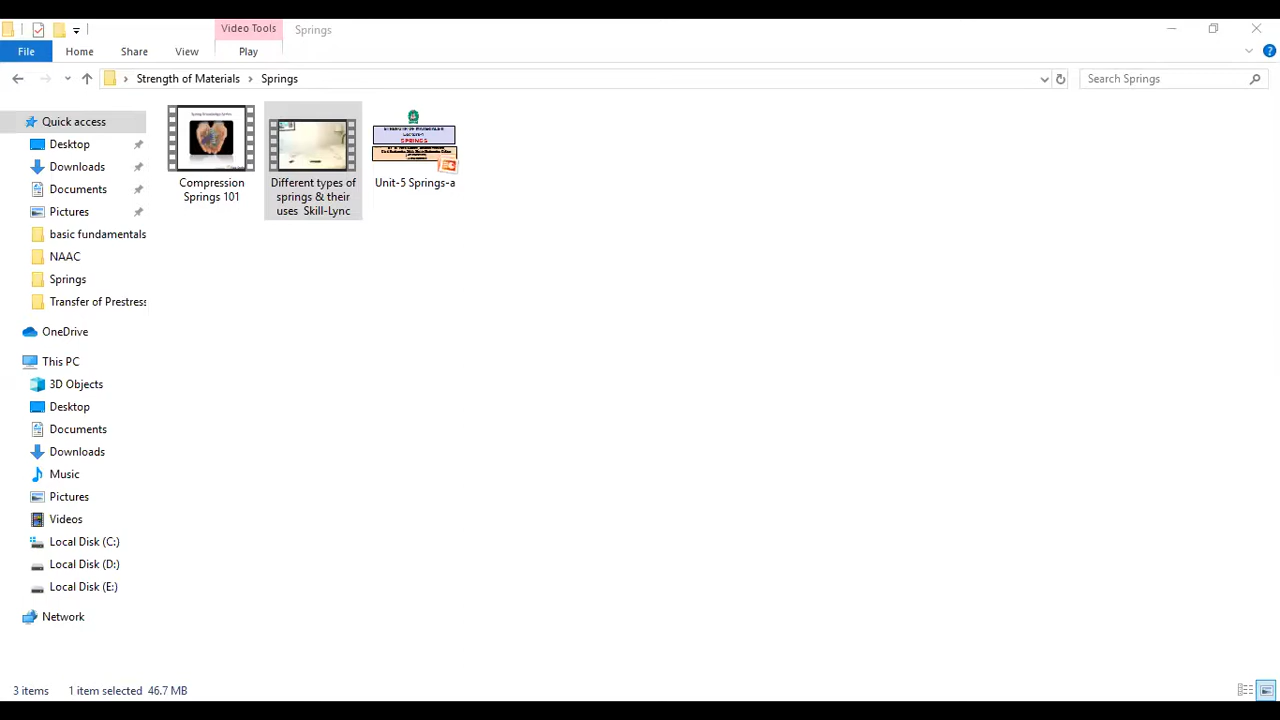 Video Tools
Springs
File
Home
Share
View
Play
Strength of Materials
Springs
Search Springs
Quick access
Desktop
Downloads
Documents
Pictures
basic fundamentals
NAAC
Springs
Transfer of Prestress
OneDrive
This PC
3D Objects
Desktop
Documents
Downloads
Music
Pictures
Videos
Local Disk (C:)
Local Disk (D:)
Local Disk (E:)
Network
SPRINGS
Compression
Springs 101
Different types of
springs & their
uses Skill-Lync
Unit-5 Springs-a
3 items
1 item selected 46.7 MB